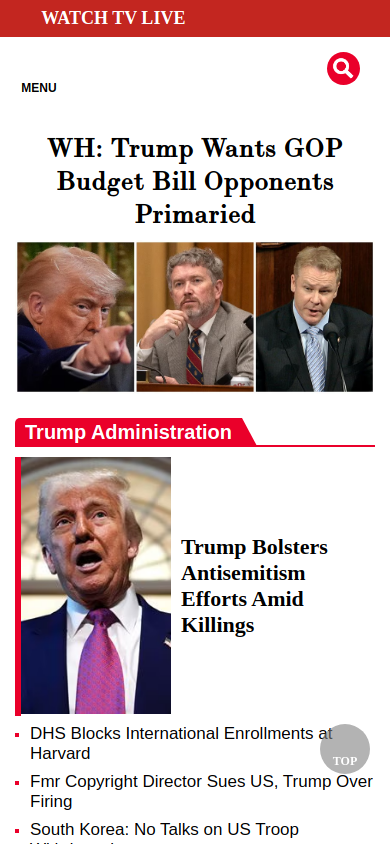 WATCH TV LIVE
MENU
WH: Trump Wants GOP
Budget Bill Opponents
Primaried
Trump Administration
Trump Bolsters
Antisemitism
Efforts Amid
Killings
DHS Blocks International Enrollments at
Harvard
TOP
Fmr Copyright Director Sues US, Trump Over
Firing
South Korea: No Talks on US Troop